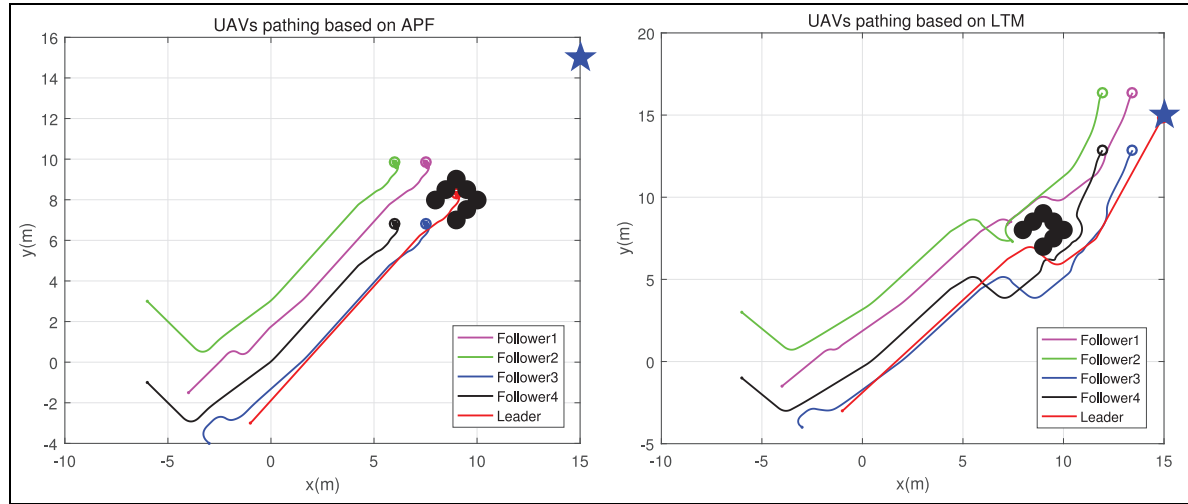 UAVs pathing based on APF
16
14
12
10
8
6
4
2
0
-2
-4
-10
-5
0
5
10
15
x(m)
y(m)
Follower1
Follower2
Follower3
Follower4
Leader
UAVs pathing based on LTM
20
15
10
5
0
-5
-10
-5
0
5
10
15
x(m)
y(m)
Follower1
Follower2
Follower3
Follower4
Leader